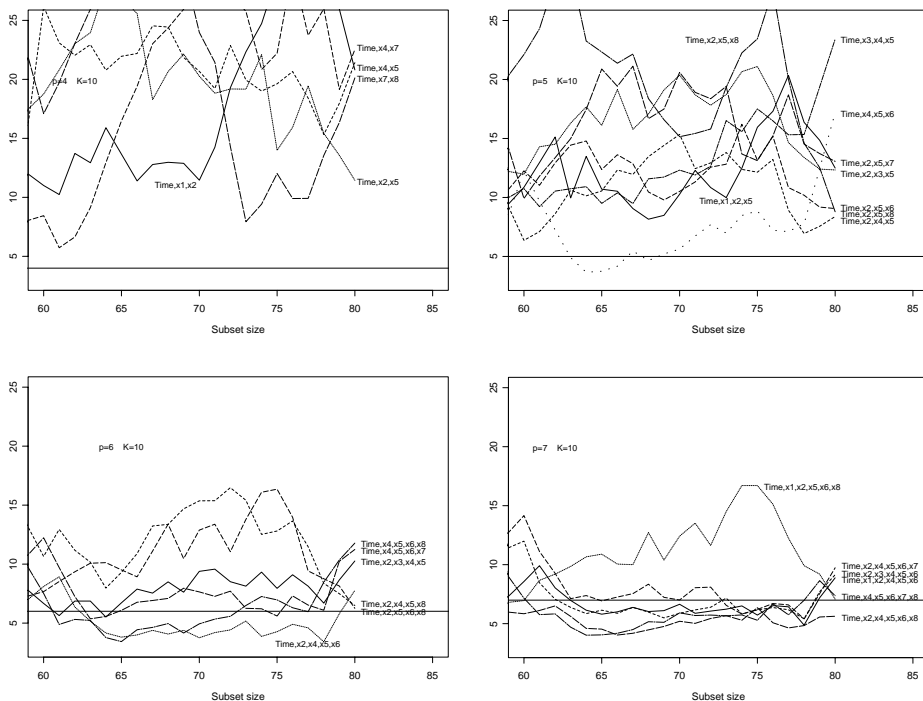 25
20
15
10
5
p=4 K=10
Time,x4,x7
Time,x4,x5
Time,x7,x8
Time,x1,x2
Time,x2,x5
60 65 70 75 80 85
Subset size
25
20
15
10
5
p=5 K=10
Time,x2,x5,x8
Time,x3,x4,x5
Time,x4,x5,x6
Time,x2,x5,x7
Time,x2,x3,x5
Time,x1,x2,x5
Time,x2,x5,x6
Time,x2,x5,x8
Time,x2,x4,x5
60 65 70 75 80 85
Subset size
25
20
15
10
5
p=6 K=10
Time,x4,x5,x6,x8
Time,x4,x5,x6,x7
Time,x2,x3,x4,x5
Time,x2,x4,x5,x8
Time,x2,x5,x6,x8
Time,x2,x4,x5,x6
60 65 70 75 80 85
Subset size
25
20
15
10
5
p=7 K=10
Time,x1,x2,x5,x6,x8
Time,x2,x4,x5,x6,x7
Time,x2,x3,x4,x5,x6
Time,x1,x2,x4,x5,x6
Time,x4,x5,x6,x7,x8
Time,x2,x4,x5,x6,x8
60 65 70 75 80 85
Subset size